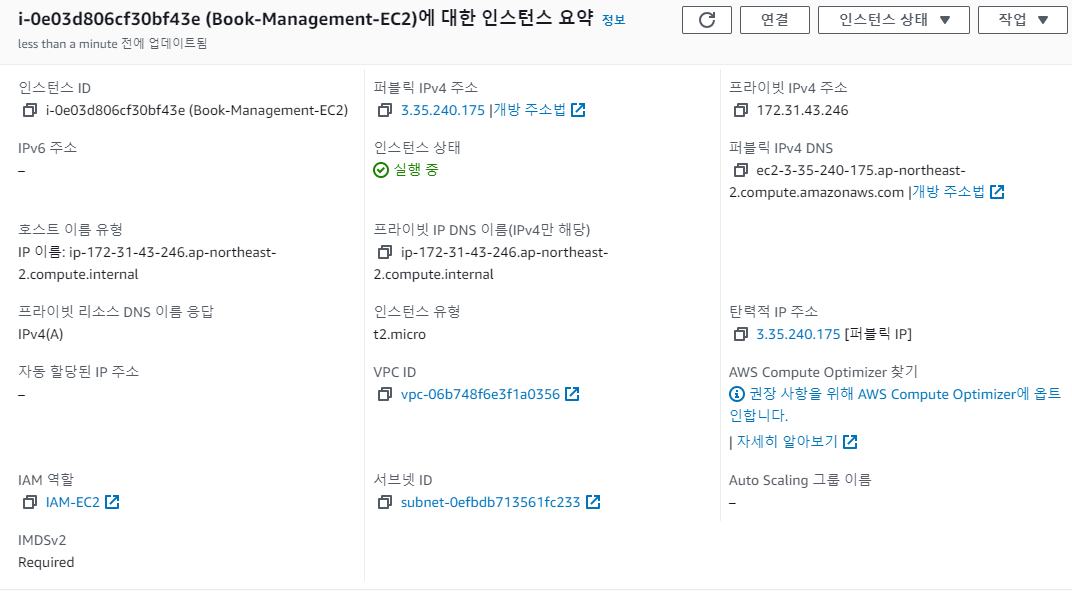 i-0e03d806cf30bf43e (Book-Management-EC2)에 대한 인스턴스 요약 정보
less than a minute 전에 업데이트됨
연결
인스턴스 상태 ▼
작업 ▼
인스턴스 ID
i-0e03d806cf30bf43e (Book-Management-EC2)
퍼블릭 IPv4 주소
3.35.240.175 |개방 주소법
프라이빗 IPv4 주소
172.31.43.246
IPv6 주소
–
인스턴스 상태
실행 중
퍼블릭 IPv4 DNS
ec2-3-35-240-175.ap-northeast-
2.compute.amazonaws.com |개방 주소법
호스트 이름 유형
IP 이름: ip-172-31-43-246.ap-northeast-
2.compute.internal
프라이빗 IP DNS 이름(IPv4만 해당)
ip-172-31-43-246.ap-northeast-
2.compute.internal
프라이빗 리소스 DNS 이름 응답
IPv4(A)
인스턴스 유형
t2.micro
탄력적 IP 주소
3.35.240.175 [퍼블릭 IP]
자동 할당된 IP 주소
–
VPC ID
vpc-06b748f6e3f1a0356
AWS Compute Optimizer 찾기
권장 사항을 위해 AWS Compute Optimizer에 옵트
인합니다.
| 자세히 알아보기
IAM 역할
IAM-EC2
서브넷 ID
subnet-0efbdb713561fc233
Auto Scaling 그룹 이름
–
IMDSv2
Required